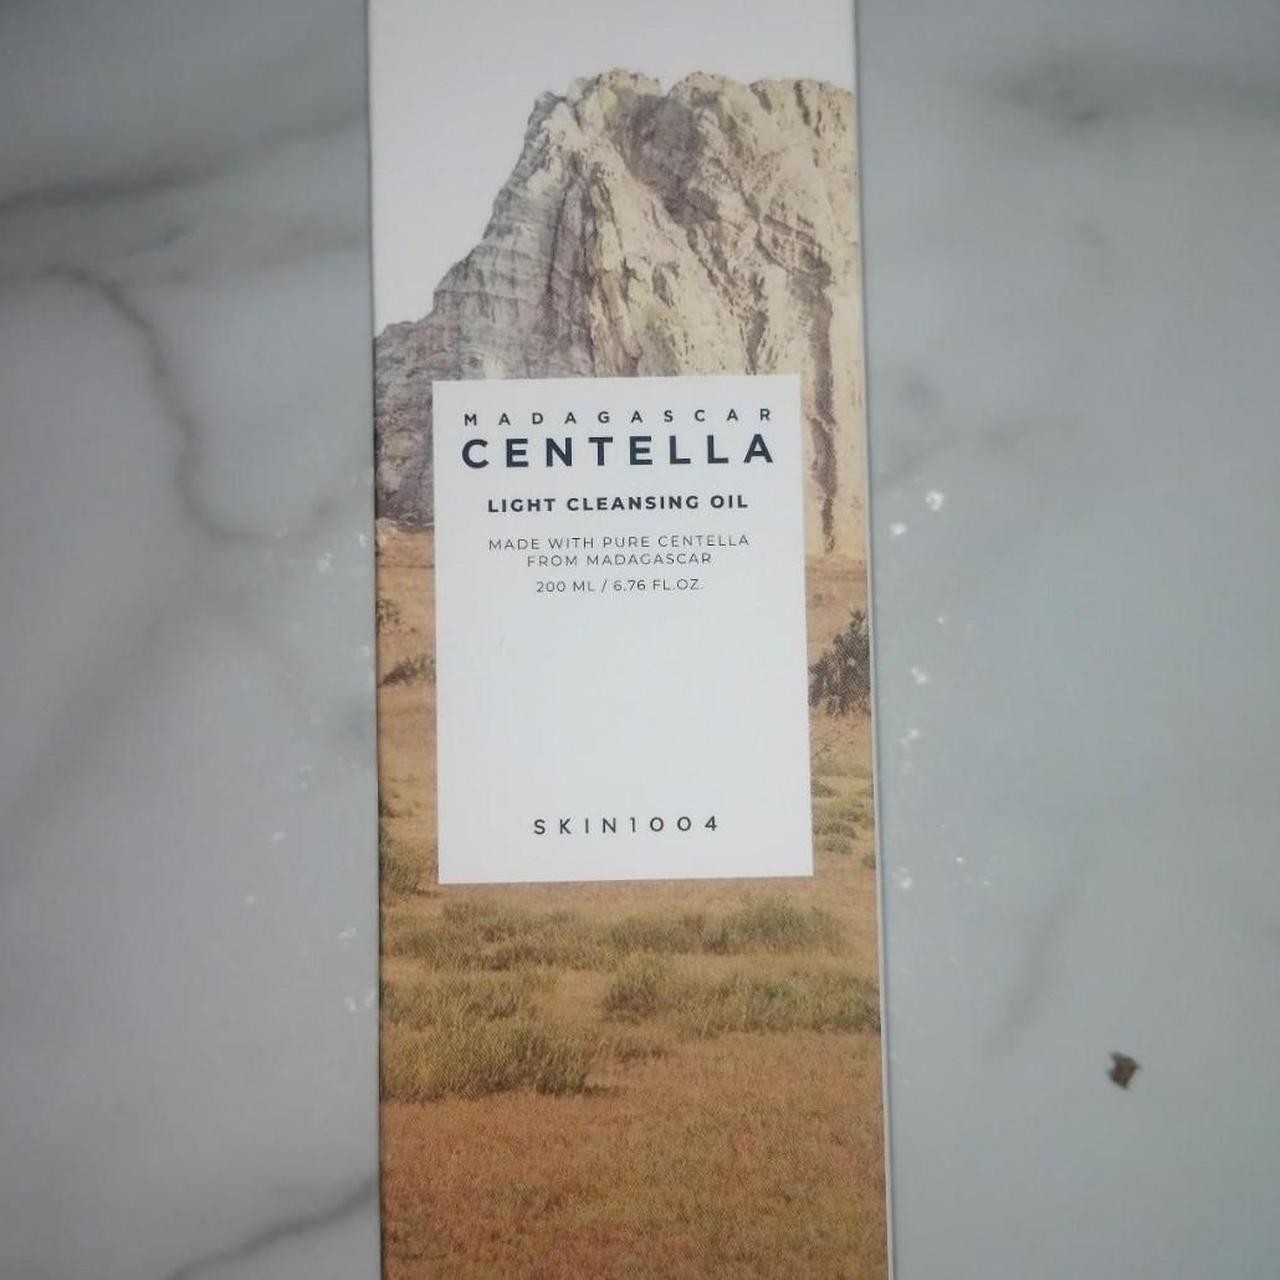 MADAGASCAR
CENTELLA
LIGHT CLEANSING OIL
MADE WITH PURE CENTELLA
FROM MADAGASCAR
200 ML / 6.76 FL.OZ.
SKIN1004